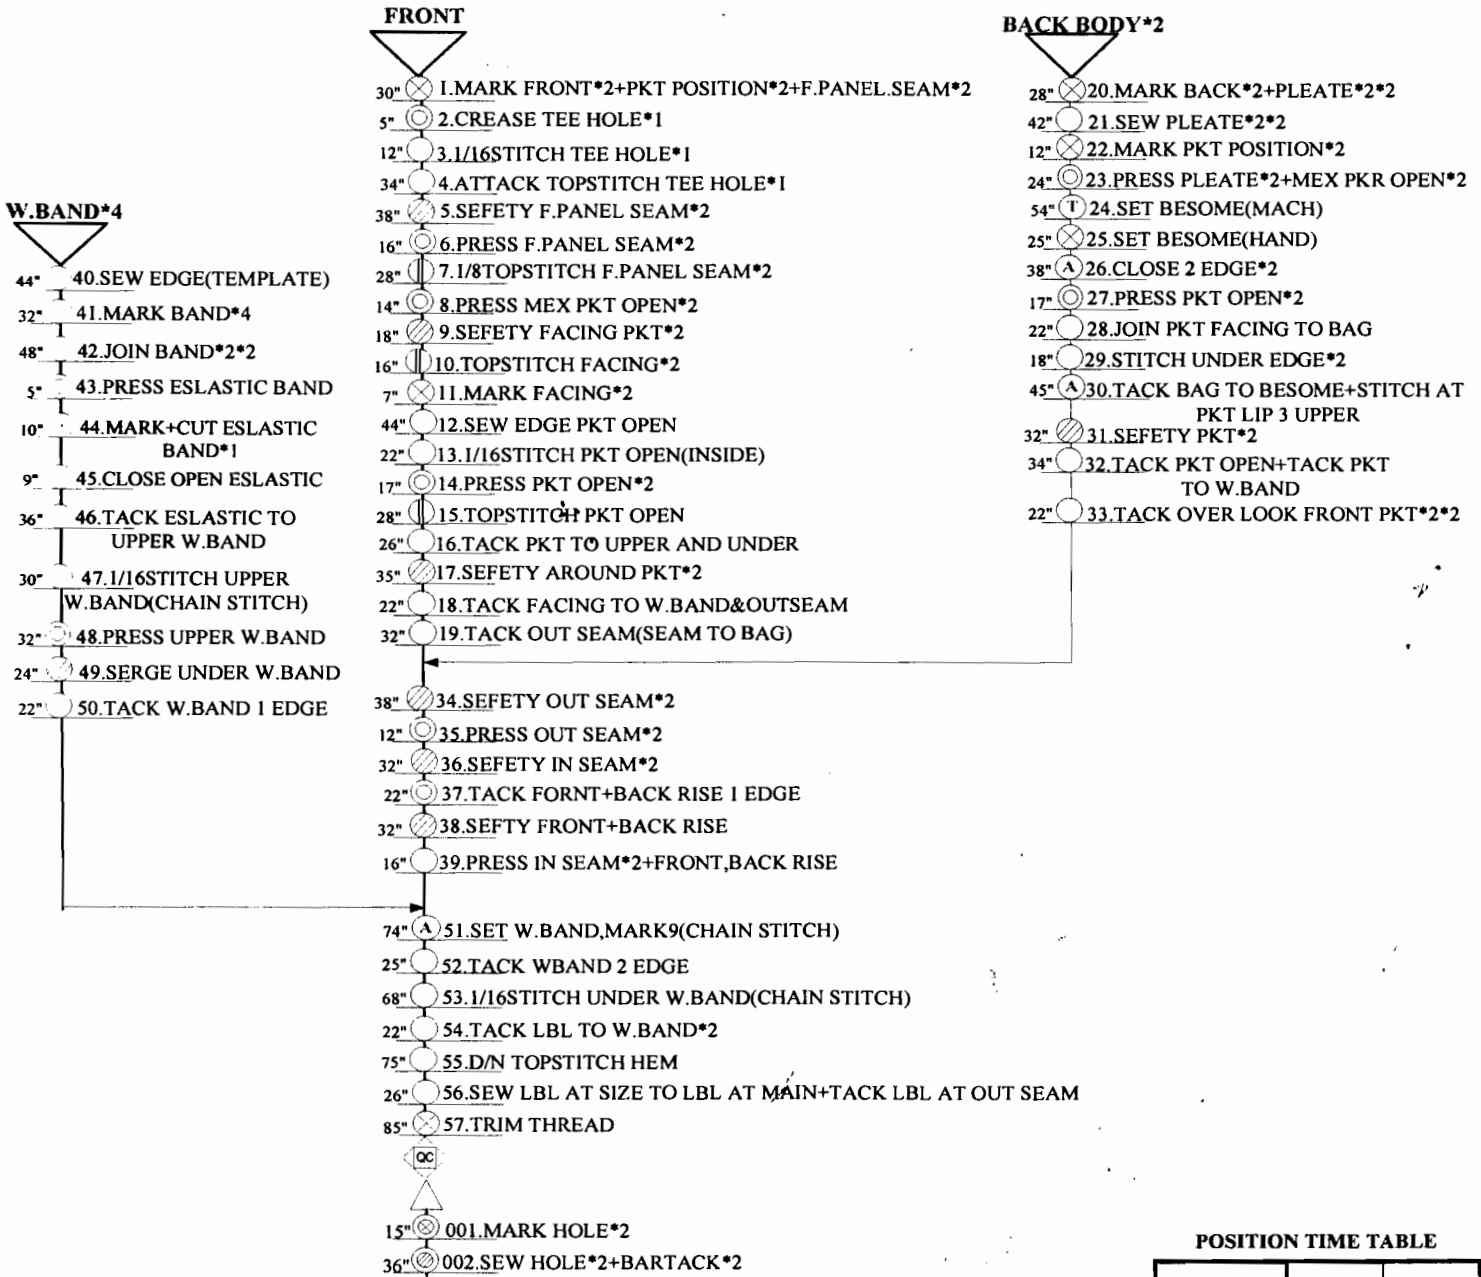 FRONT
30" 1.MARK FRONT*2+PKT POSITION*2+F.PANEL.SEAM*2
5" 2.CREASE TEE HOLE*1
12" 3.1/16STITCH TEE HOLE*1
34" 4.ATTACK TOPSTITCH TEE HOLE*1
38" 5.SEFETY F.PANEL SEAM*2
16" 6.PRESS F.PANEL SEAM*2
28" 7.1/8TOPSTITCH F.PANEL SEAM*2
14" 8.PRESS MEX PKT OPEN*2
18" 9.SEFETY FACING PKT*2
16" 10.TOPSTITCH FACING*2
7" 11.MARK FACING*2
44" 12.SEW EDGE PKT OPEN
22" 13.1/16STITCH PKT OPEN(INSIDE)
17" 14.PRESS PKT OPEN*2
28" 15.TOPSTITCH PKT OPEN
26" 16.TACK PKT TO UPPER AND UNDER
35" 17.SEFETY AROUND PKT*2
22" 18.TACK FACING TO W.BAND&OUTSEAM
32" 19.TACK OUT SEAM(SEAM TO BAG)
BACK BODY*2
28" 20.MARK BACK*2+PLEATE*2*2
42" 21.SEW PLEATE*2*2
12" 22.MARK PKT POSITION*2
24" 23.PRESS PLEATE*2+MEX PKR OPEN*2
54" T 24.SET BESOME(MACH)
25" 25.SET BESOME(HAND)
38" A 26.CLOSE 2 EDGE*2
17" 27.PRESS PKT OPEN*2
22" 28.JOIN PKT FACING TO BAG
18" 29.STITCH UNDER EDGE*2
45" A 30.TACK BAG TO BESOME+STITCH AT
PKT LIP 3 UPPER
32" 31.SEFETY PKT*2
34" 32.TACK PKT OPEN+TACK PKT
TO W.BAND
22" 33.TACK OVER LOOK FRONT PKT*2*2
38" 34.SEFETY OUT SEAM*2
12" 35.PRESS OUT SEAM*2
32" 36.SEFETY IN SEAM*2
22" 37.TACK FORNT+BACK RISE 1 EDGE
32" 38.SEFTY FRONT+BACK RISE
16" 39.PRESS IN SEAM*2+FRONT,BACK RISE
W.BAND*4
44" 40.SEW EDGE(TEMPLATE)
32" 41.MARK BAND*4
48" 42.JOIN BAND*2*2
5" 43.PRESS ESLASTIC BAND
10" 44.MARK+CUT ESLASTIC
BAND*1
9" 45.CLOSE OPEN ESLASTIC
36" 46.TACK ESLASTIC TO
UPPER W.BAND
30" 47.1/16STITCH UPPER
W.BAND(CHAIN STITCH)
32" 48.PRESS UPPER W.BAND
24" 49.SERGE UNDER W.BAND
22" 50.TACK W.BAND 1 EDGE
74" A 51.SET W.BAND,MARK9(CHAIN STITCH)
25" 52.TACK WBAND 2 EDGE
68" 53.1/16STITCH UNDER W.BAND(CHAIN STITCH)
22" 54.TACK LBL TO W.BAND*2
75" 55.D/N TOPSTITCH HEM
26" 56.SEW LBL AT SIZE TO LBL AT MAIN+TACK LBL AT OUT SEAM
85" 57.TRIM THREAD
QC
15" 001.MARK HOLE*2
36" 002.SEW HOLE*2+BARTACK*2
POSITION TIME TABLE